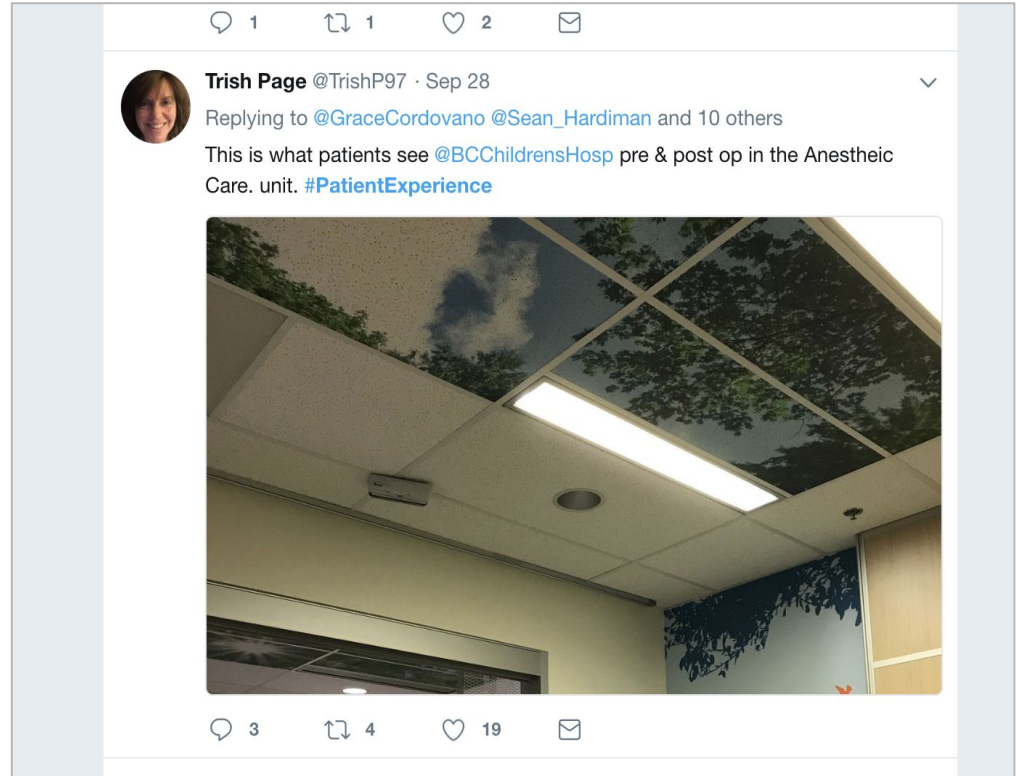 1 1 2
Trish Page @TrishP97 · Sep 28
Replying to @GraceCordovano @Sean_Hardiman and 10 others
This is what patients see @BCChildrensHosp pre & post op in the Anestheic
Care. unit. #PatientExperience
3 4 19